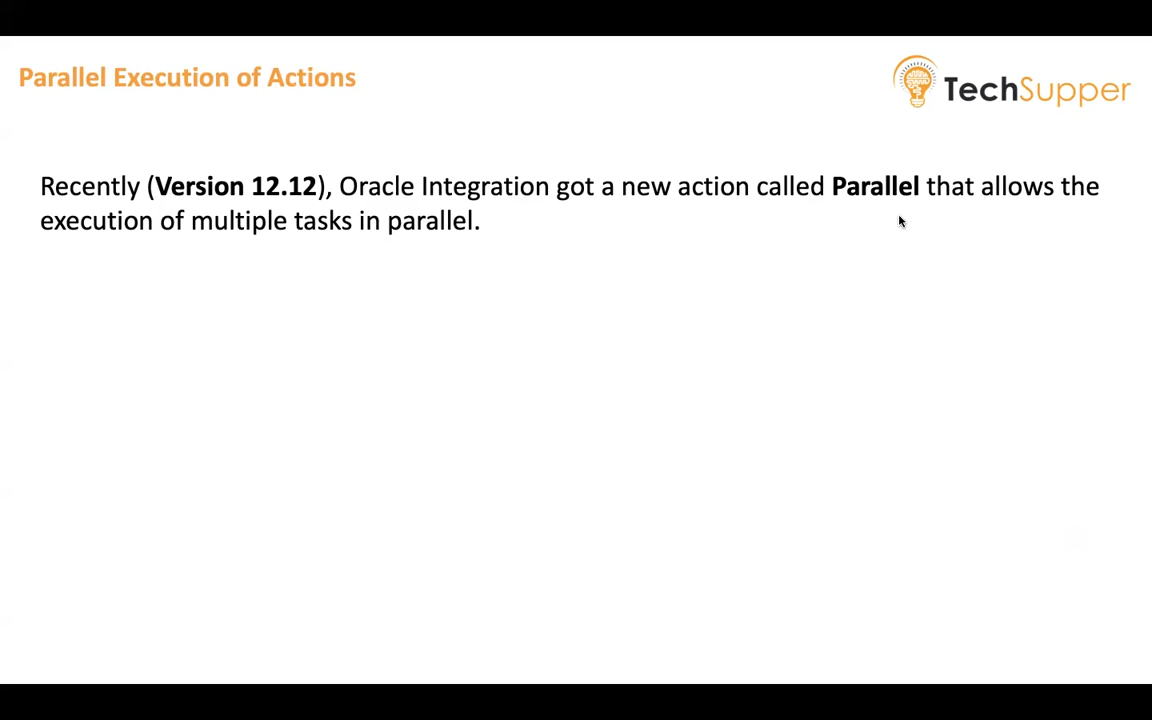 Parallel Execution of Actions
TechSupper
Recently (Version 12.12), Oracle Integration got a new action called Parallel that allows the
execution of multiple tasks in parallel.